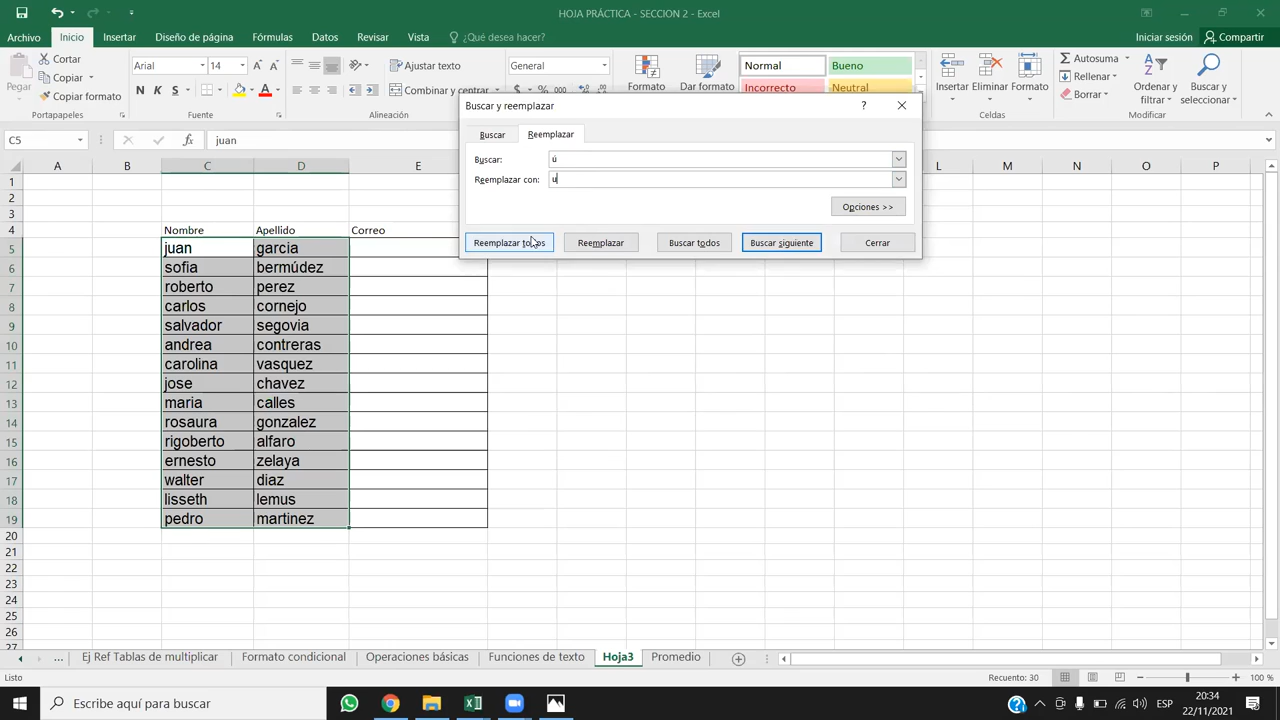 HOJA PRÁCTICA - SECCION 2 - Excel
Archivo Inicio Insertar Diseño de página Fórmulas Datos Revisar Vista ¿Qué desea hacer? Iniciar sesión Compartir
Pegar
Cortar
Copiar
Copiar formato
Portapapeles
Arial 14
N K S
Fuente
Ajustar texto
Combinar y centrar
Alineación
General
$ % 000
Formato
Dar formato
Normal Bueno
Incorrecto Neutral
Insertar Eliminar Formato
Celdas
Autosuma
Rellenar
Borrar
Ordenar y
filtrar
Buscar y
seleccionar
C5 fx juan
Buscar y reemplazar ?
Buscar Reemplazar
Buscar: ú
Reemplazar con: u
Opciones >>
Reemplazar todos Reemplazar Buscar todos Buscar siguiente Cerrar
A B C D E L M N O P
1
2
3
4 Nombre Apellido Correo
5 juan garcia
6 sofia bermúdez
7 roberto perez
8 carlos cornejo
9 salvador segovia
10 andrea contreras
11 carolina vasquez
12 jose chavez
13 maria calles
14 rosaura gonzalez
15 rigoberto alfaro
16 ernesto zelaya
17 walter diaz
18 lisseth lemus
19 pedro martinez
20
21
22
23
24
25
26
27
... Ej Ref Tablas de multiplicar Formato condicional Operaciones básicas Funciones de texto Hoja3 Promedio
Listo Recuento: 30 100 %
Escribe aquí para buscar ESP 20:34
22/11/2021